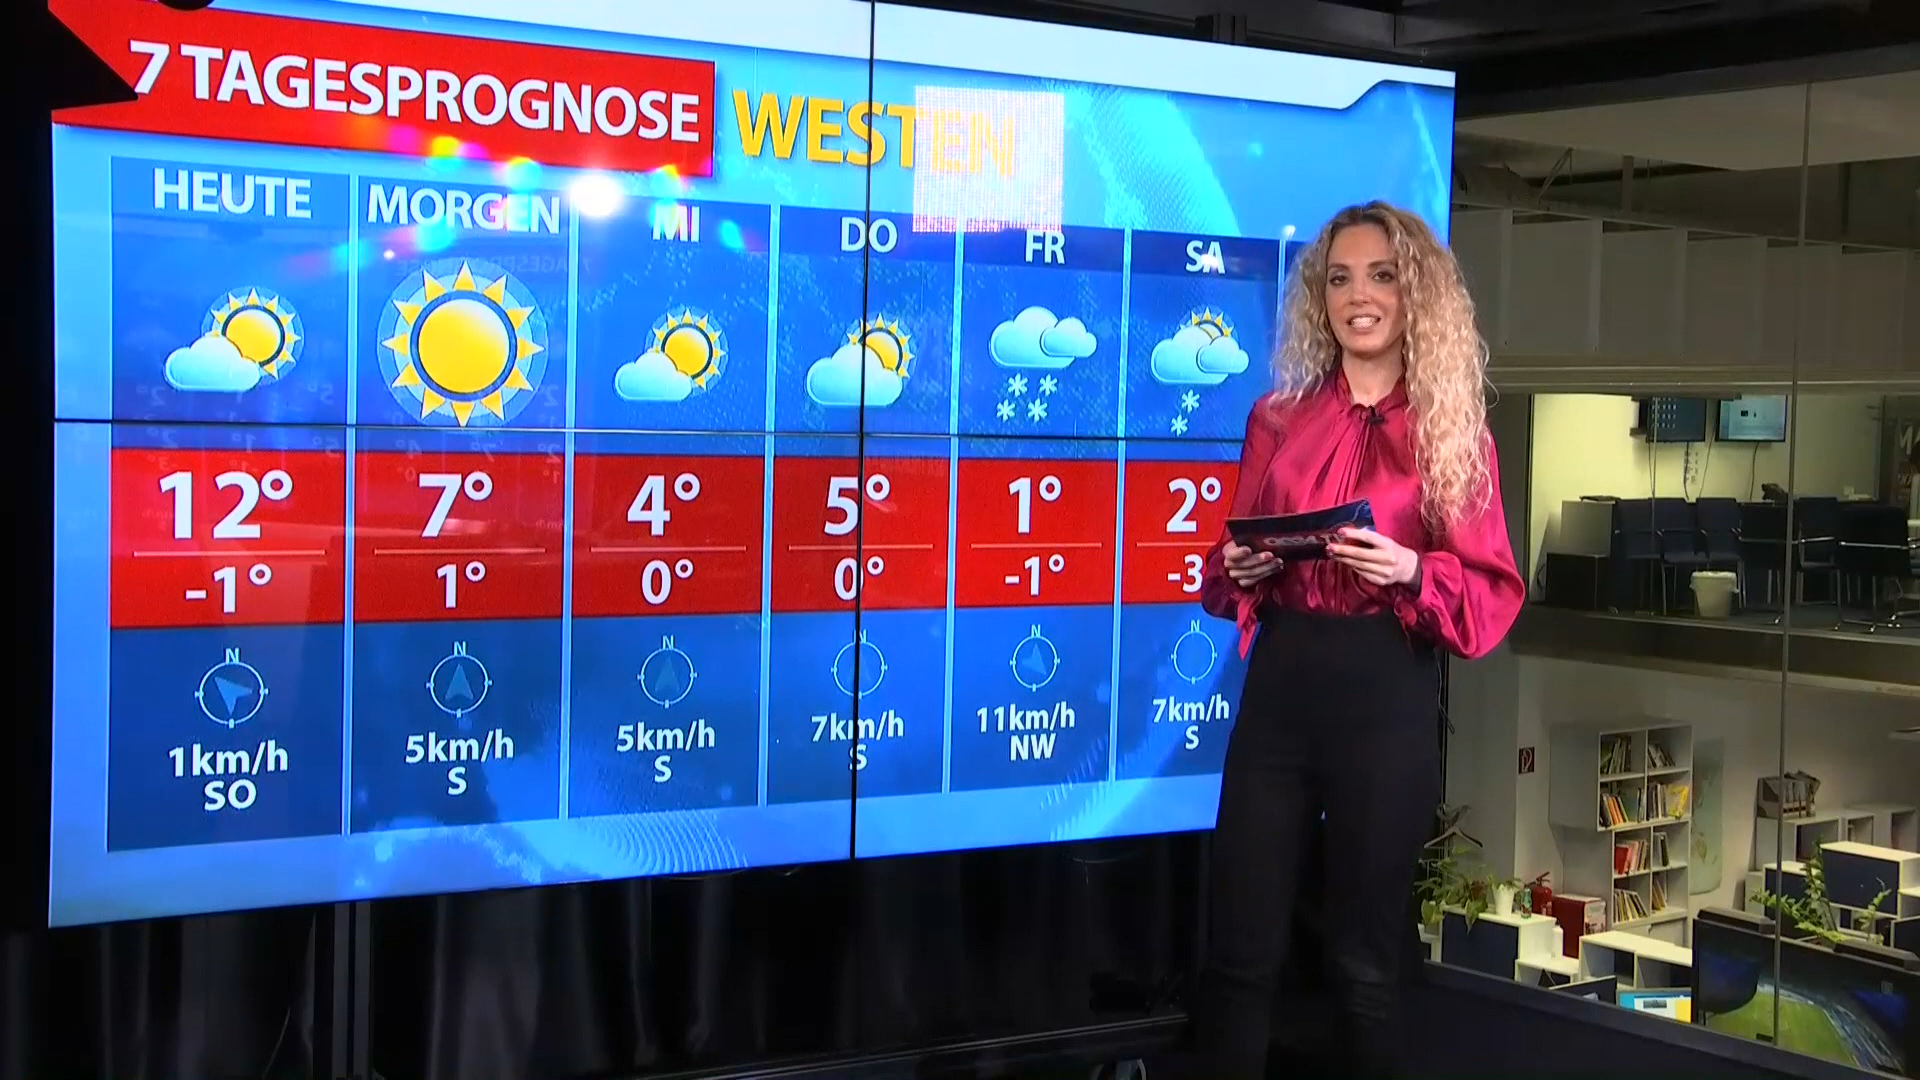 7 TAGESPROGNOSE WESTEN
HEUTE MORGEN MI DO FR SA
12° 7° 4° 5° 1° 2°
-1° 1° 0° 0° -1° -3
N N N N N N
1km/h 5km/h 5km/h 7km/h 11km/h 7km/h
SO S S S NW S